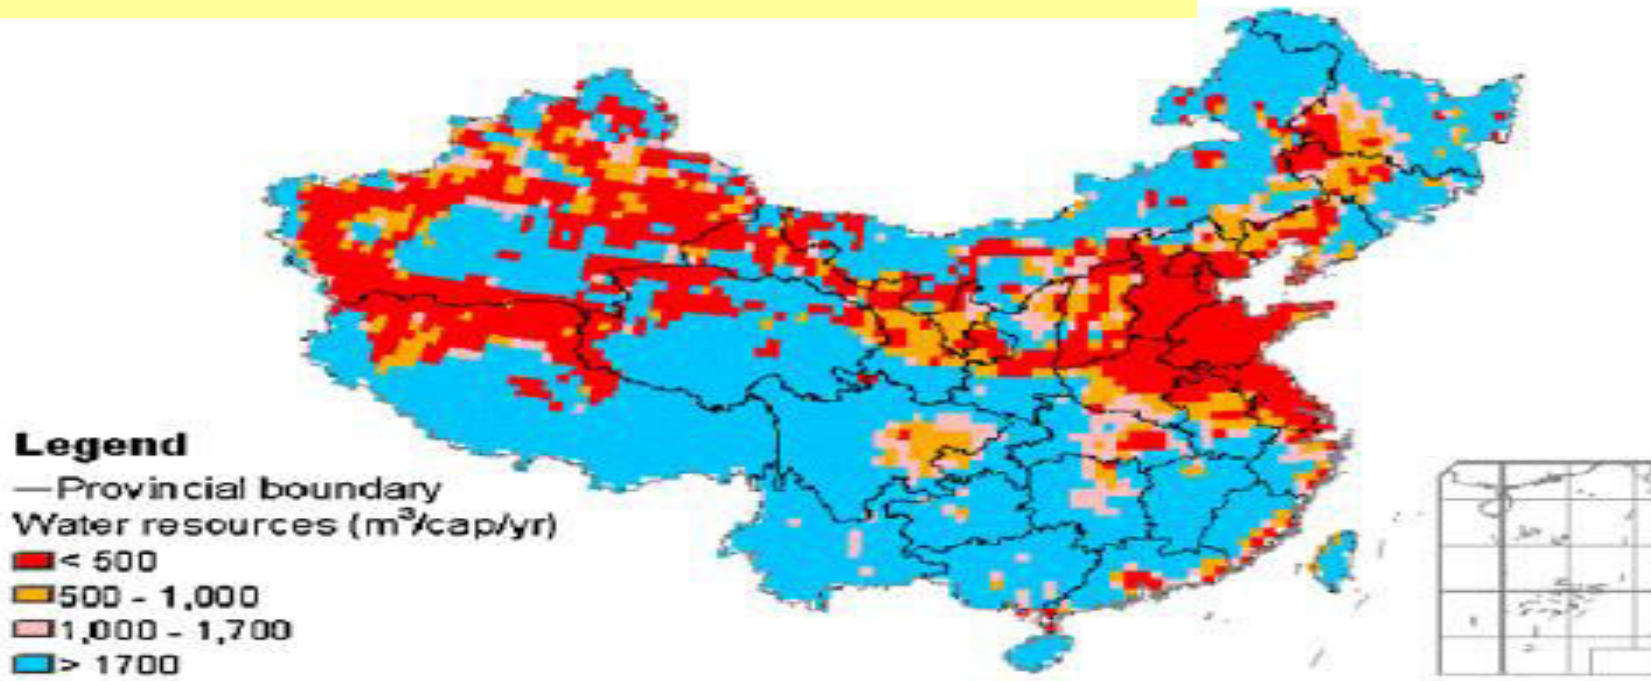 Legend
Provincial boundary
Water resources (m³/cap/yr)
< 500
500 - 1,000
1,000 - 1,700
> 1700